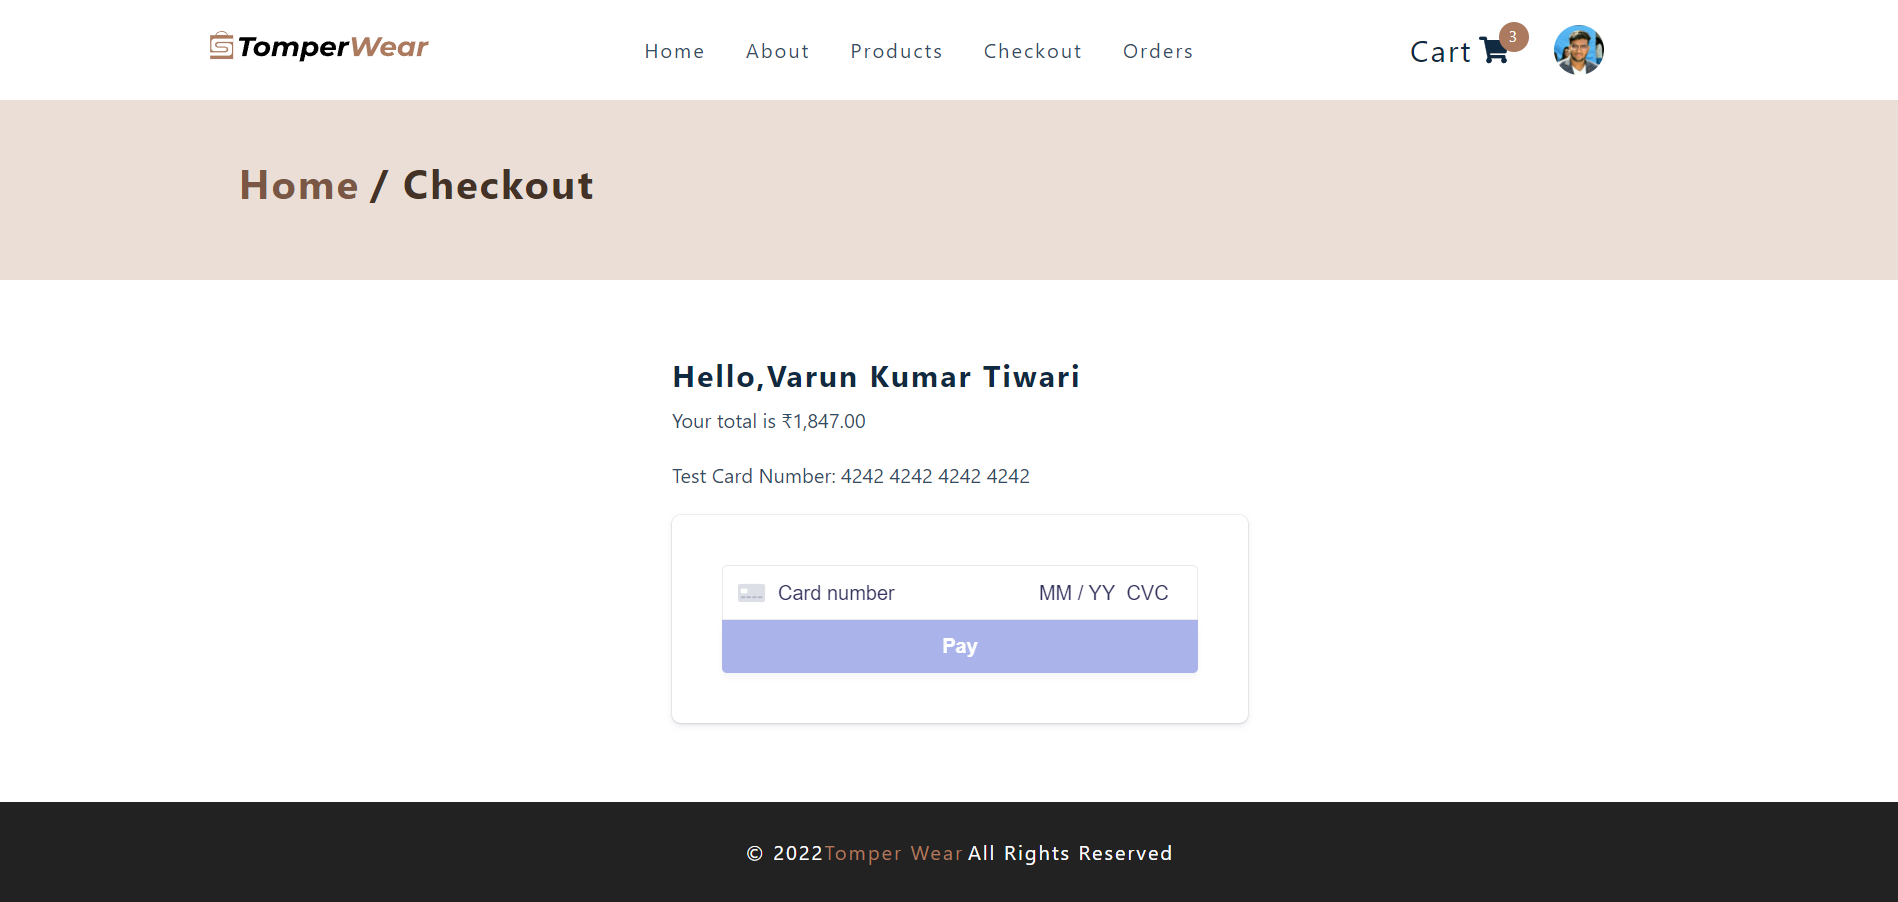 TomperWear
Home About Products Checkout Orders
Cart 3
Home / Checkout
Hello,Varun Kumar Tiwari
Your total is ₹1,847.00
Test Card Number: 4242 4242 4242 4242
Card number MM / YY CVC
Pay
© 2022Tomper Wear All Rights Reserved